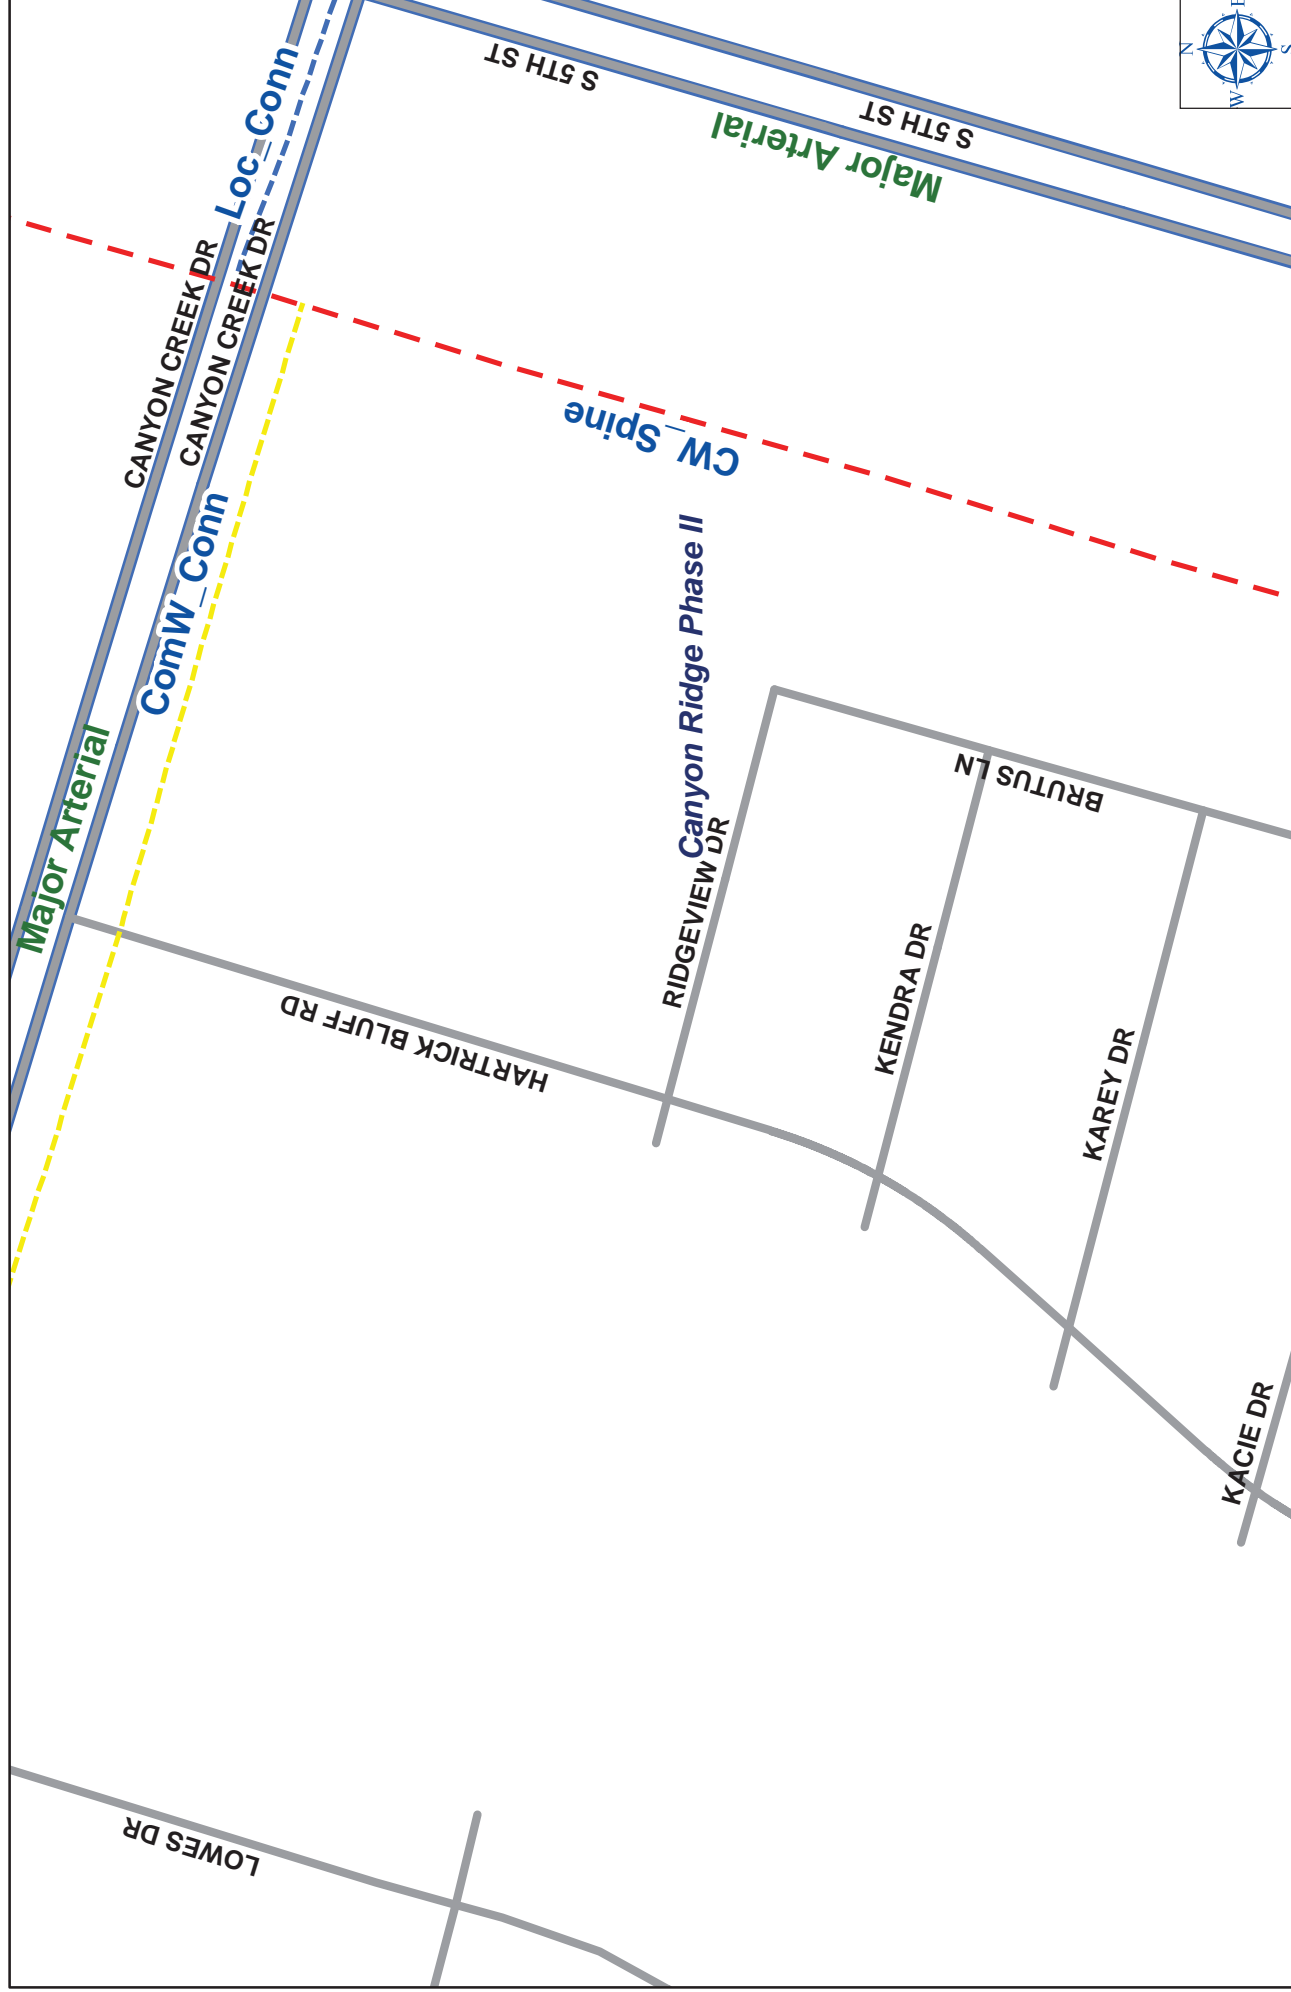 Loc_Conn
S 5TH ST
S 5TH ST
Major Arterial
N
E
S
W
CANYON CREEK DR
CANYON CREEK DR
CW_Spine
ComW_Conn
Canyon Ridge Phase II
Major Arterial
BRUTUS LN
RIDGEVIEW DR
KENDRA DR
HARTRICK BLUFF RD
KAREY DR
KACIE DR
LOWES DR